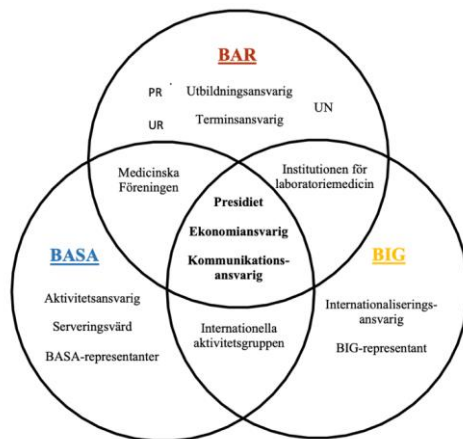 BAR
PR
Utbildningsansvarig
UN
UR
Terminsansvarig
Medicinska
Föreningen
Institutionen för
laboratoriemedicin
Presidiet
Ekonomiansvarig
Kommunikations-
ansvarig
BASA
BIG
Aktivitetsansvarig
Serveringsvärd
BASA-representanter
Internationella
aktivitetsgruppen
Internationaliserings-
ansvarig
BIG-representant